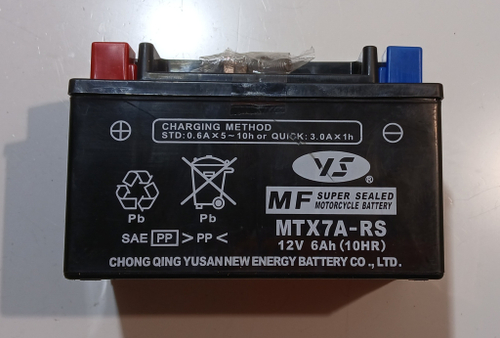 CHARGING METHOD
STD: 0.6A×5~10h or QUICK: 3.0A×1h
YS
®
MF SUPER SEALED
MOTORCYCLE BATTERY
Pb Pb
MTX7A-RS
SAE PP >PP< 12V 6Ah (10HR)
CHONG QING YUSAN NEW ENERGY BATTERY CO., LTD.